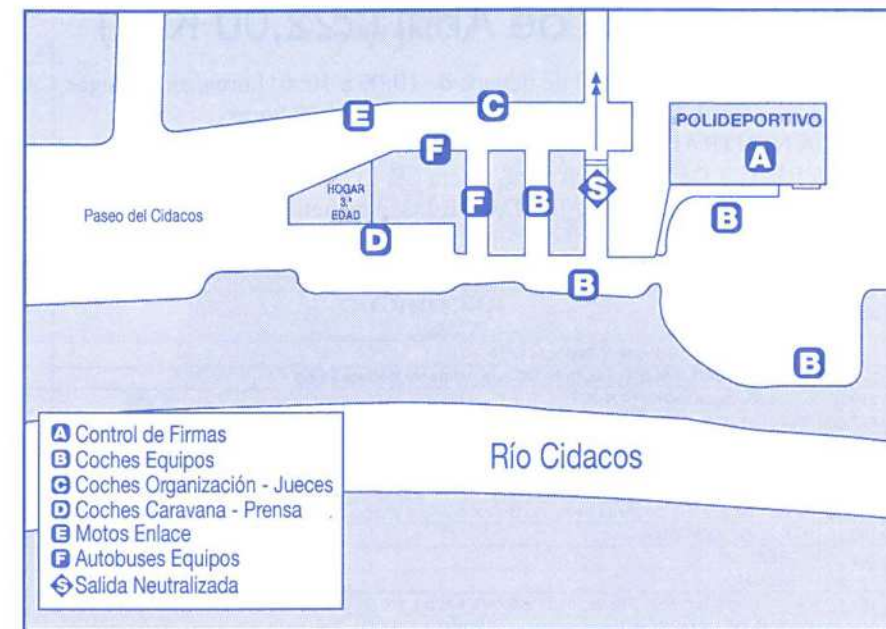 E
C
POLIDEPORTIVO
A
F
HOGAR
3.ª
EDAD
F
B
S
B
Paseo del Cidacos
D
B
B
A Control de Firmas
B Coches Equipos
C Coches Organización - Jueces
D Coches Caravana - Prensa
E Motos Enlace
F Autobuses Equipos
S Salida Neutralizada
Río Cidacos